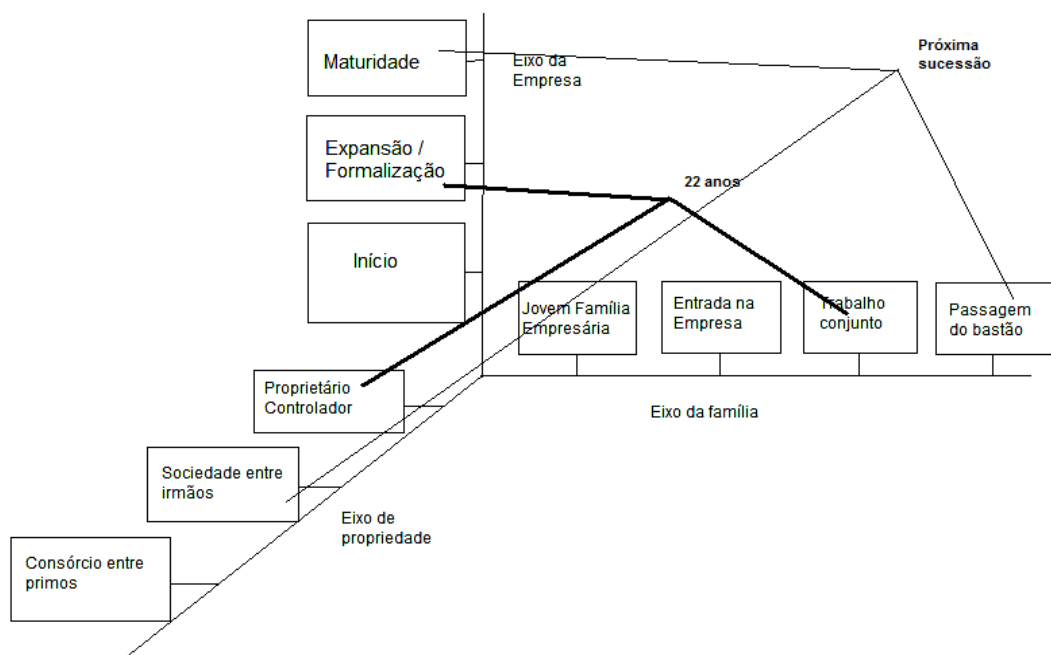 Maturidade
Eixo da
Empresa
Próxima
sucessão
Expansão /
Formalização
22 anos
Início
Jovem Família
Empresária
Entrada na
Empresa
Trabalho
conjunto
Passagem
do bastão
Proprietário
Controlador
Eixo da família
Sociedade entre
irmãos
Eixo de
propriedade
Consórcio entre
primos